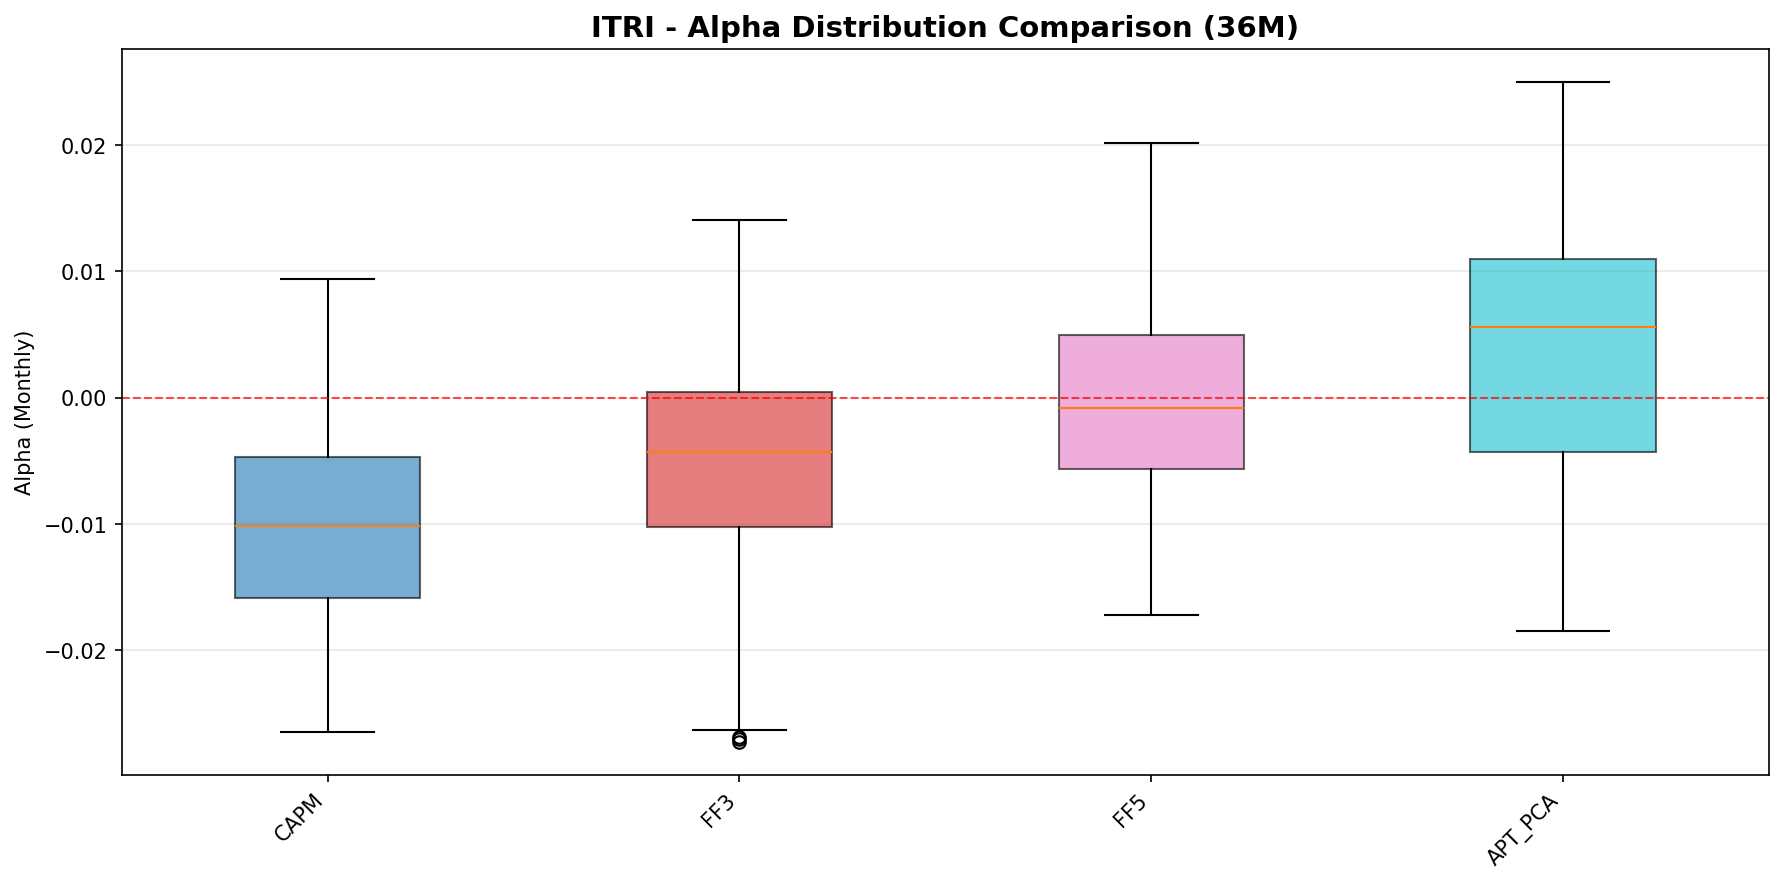 ITRI - Alpha Distribution Comparison (36M)
Alpha (Monthly)
0.02
0.01
0.00
−0.01
−0.02
CAPM
FF3
FF5
APT_PCA